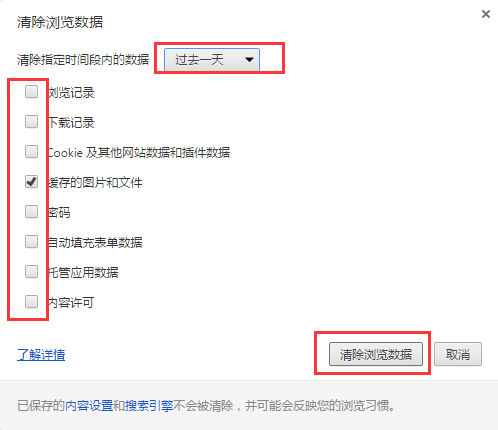 清除浏览数据
清除指定时间段内的数据 过去一天
浏览记录
下载记录
Cookie 及其他网站数据和插件数据
缓存的图片和文件
密码
自动填充表单数据
托管应用数据
内容许可
了解详情 清除浏览数据 取消
已保存的内容设置和搜索引擎不会被清除，并可能会反映您的浏览习惯。